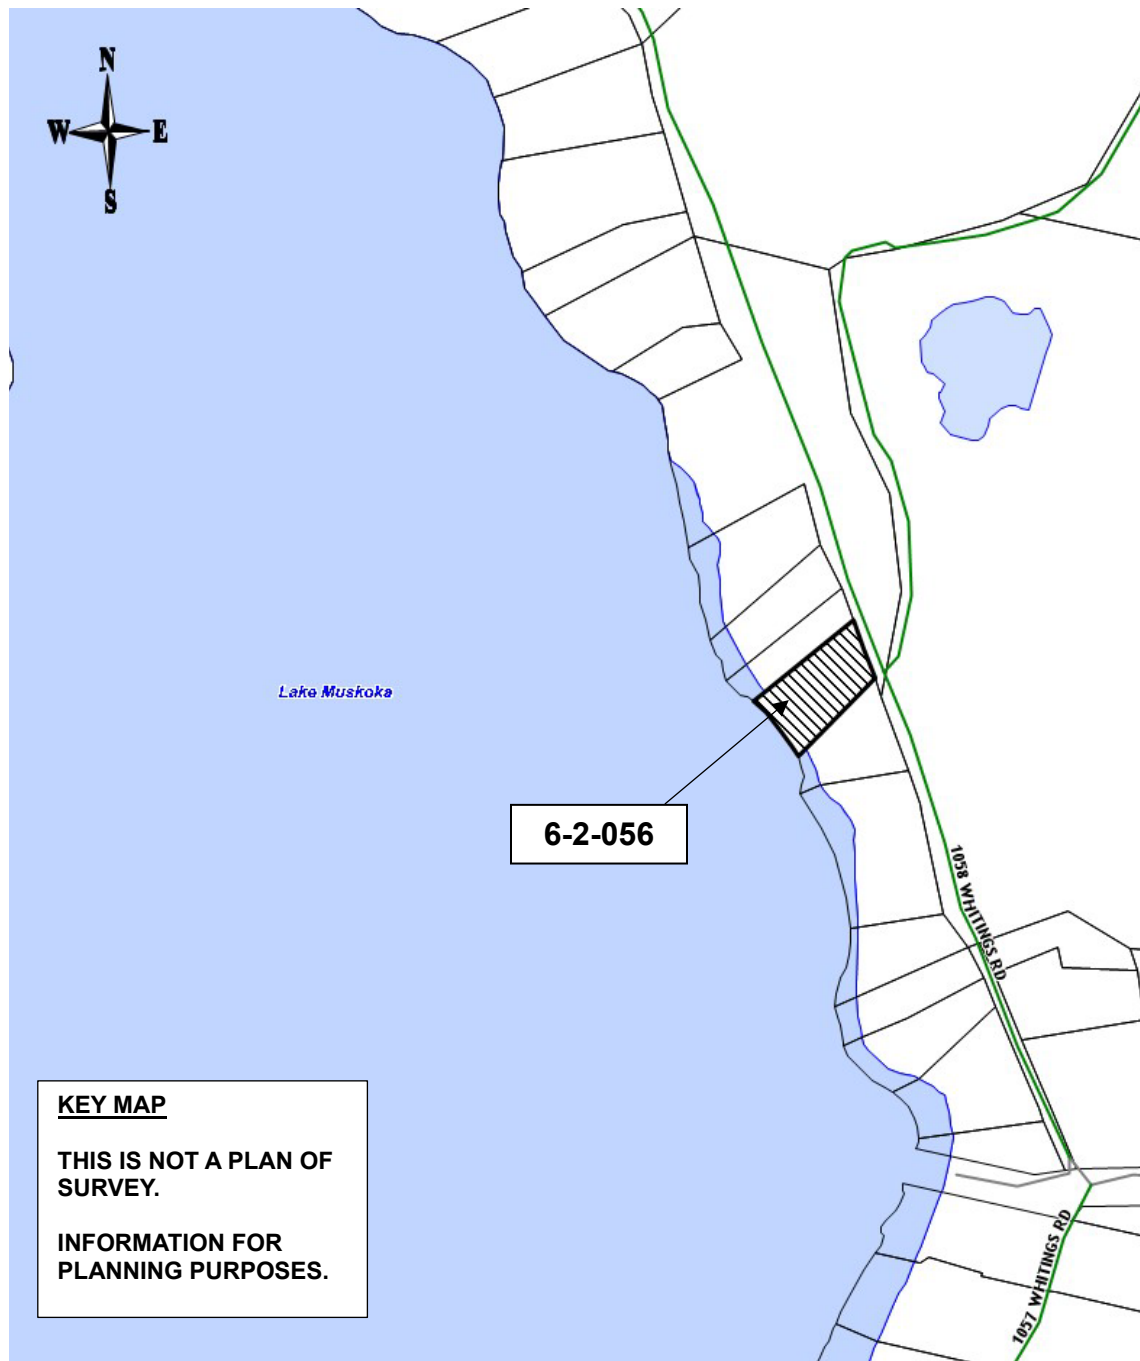 N
W E
S
Lake Muskoka
6-2-056
1058 WHITINGS RD
KEY MAP
THIS IS NOT A PLAN OF
SURVEY.
INFORMATION FOR
PLANNING PURPOSES.
1057 WHITINGS RD